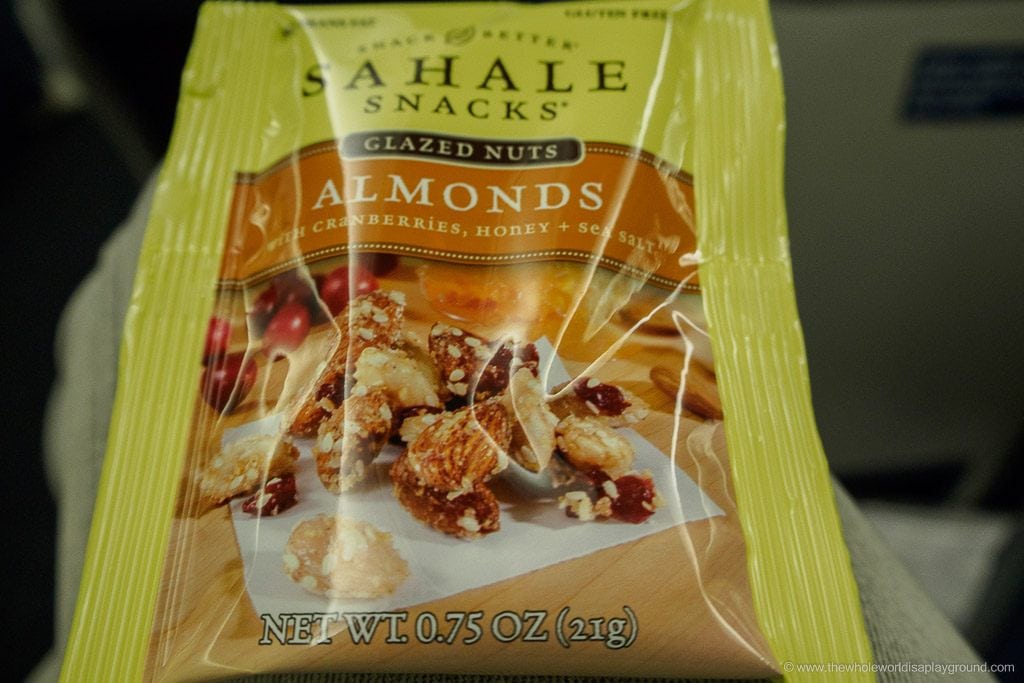 GLUTEN FREE
SNACK BETTER
SAHALE
SNACKS®
GLAZED NUTS
ALMONDS
WITH CRANBERRIES, HONEY + SEA SALT
NET WT. 0.75 OZ (21g)
© www.thewholeworldisaplayground.com